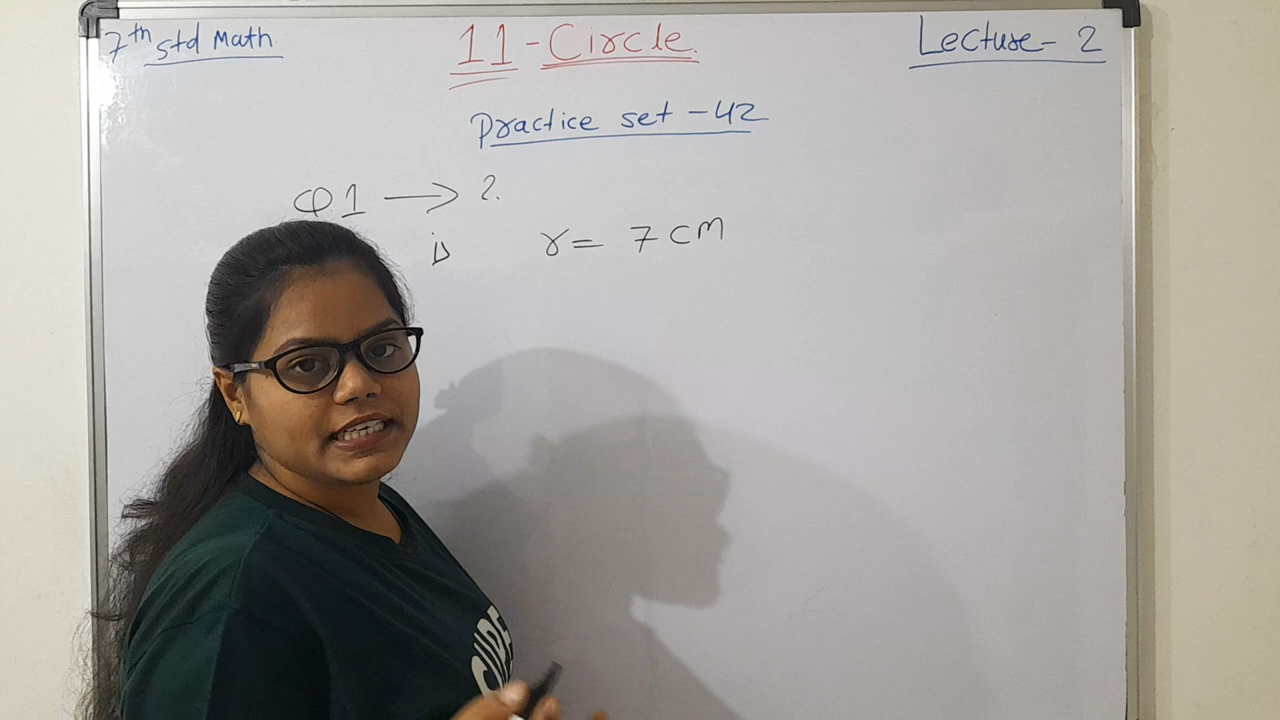 7th std Math
11 - Circle.
Lecture - 2
Practice set - 42
Q.1 → 2.
i) r = 7 cm